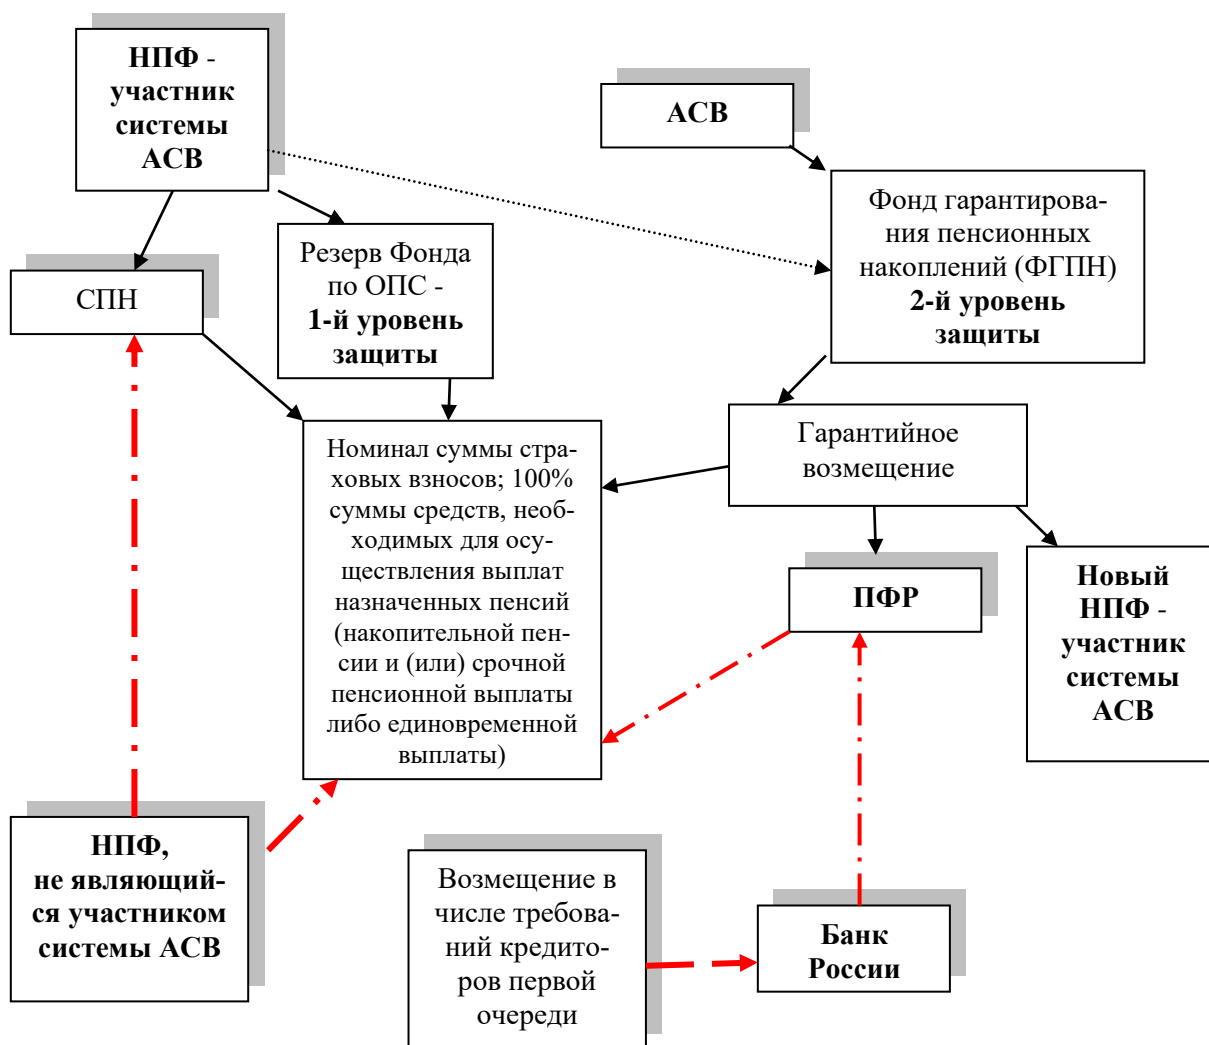 НПФ -
участник
системы
АСВ
АСВ
Фонд гарантирова-
ния пенсионных
накоплений (ФГПН)
2-й уровень
защиты
Резерв Фонда
по ОПС -
1-й уровень
защиты
СПН
Номинал суммы стра-
ховых взносов; 100%
суммы средств, необ-
ходимых для осу-
ществления выплат
назначенных пенсий
(накопительной пен-
сии и (или) срочной
пенсионной выплаты
либо единовременной
выплаты)
Гарантийное
возмещение
ПФР
Новый
НПФ -
участник
системы
АСВ
НПФ,
не являющий-
ся участником
системы АСВ
Возмещение в
числе требова-
ний кредито-
ров первой
очереди
Банк
России